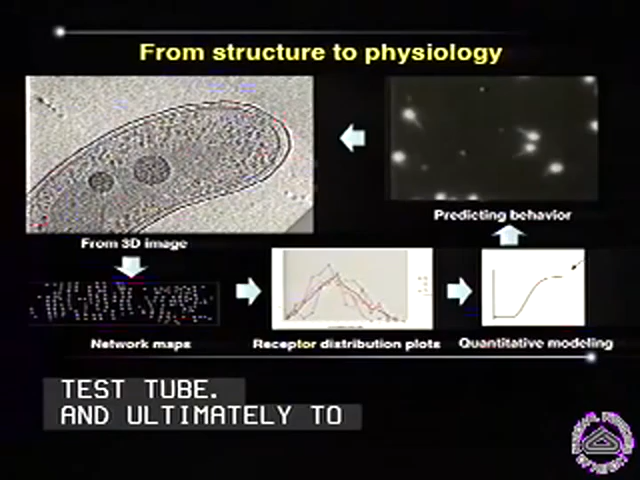 From structure to physiology
Predicting behavior
From 3D image
Network maps
Receptor distribution plots
Quantitative modeling
TEST TUBE.
AND ULTIMATELY TO